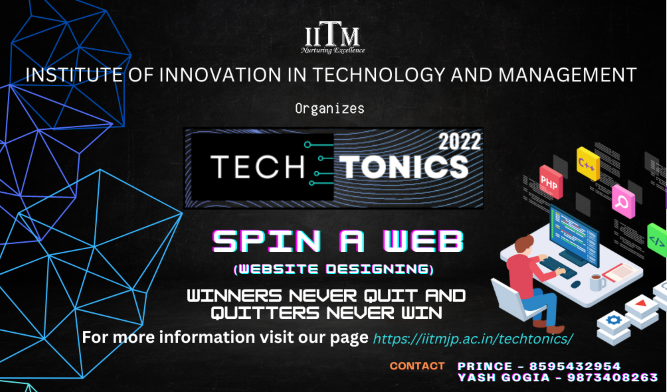 IITM
Nurturing Excellence
INSTITUTE OF INNOVATION IN TECHNOLOGY AND MANAGEMENT
Organizes
2022
TECH TONICS
PHP
C++
</>
SPIN A WEB
(WEBSITE DESIGNING)
WINNERS NEVER QUIT AND
QUITTERS NEVER WIN
For more information visit our page https://iitmjp.ac.in/techtonics/
CONTACT PRINCE - 8595432954
YASH GOGIA - 9873408263